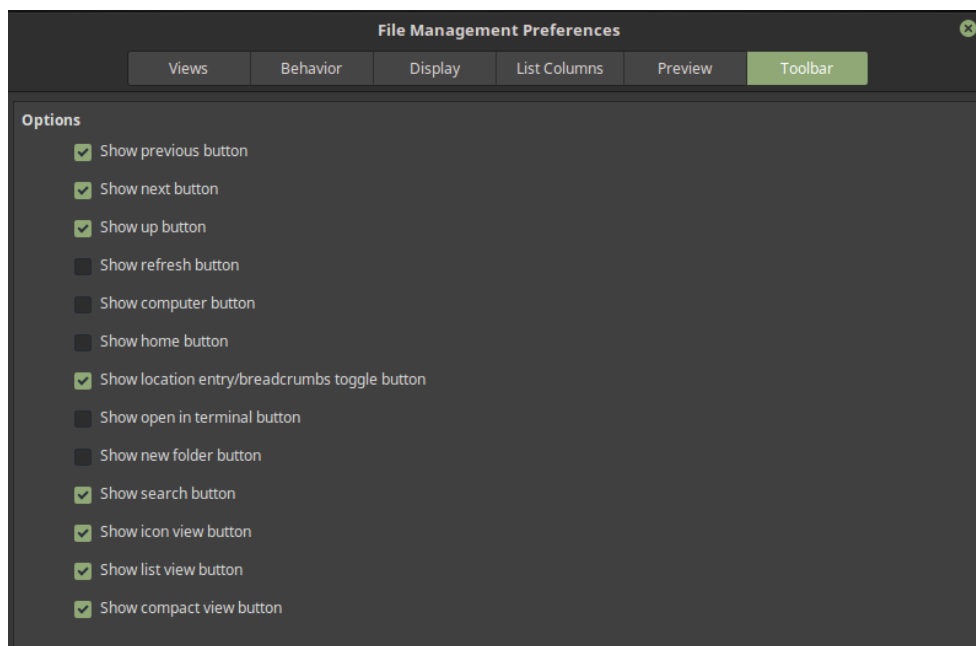 File Management Preferences
Views Behavior Display List Columns Preview Toolbar
Options
Show previous button
Show next button
Show up button
Show refresh button
Show computer button
Show home button
Show location entry/breadcrumbs toggle button
Show open in terminal button
Show new folder button
Show search button
Show icon view button
Show list view button
Show compact view button